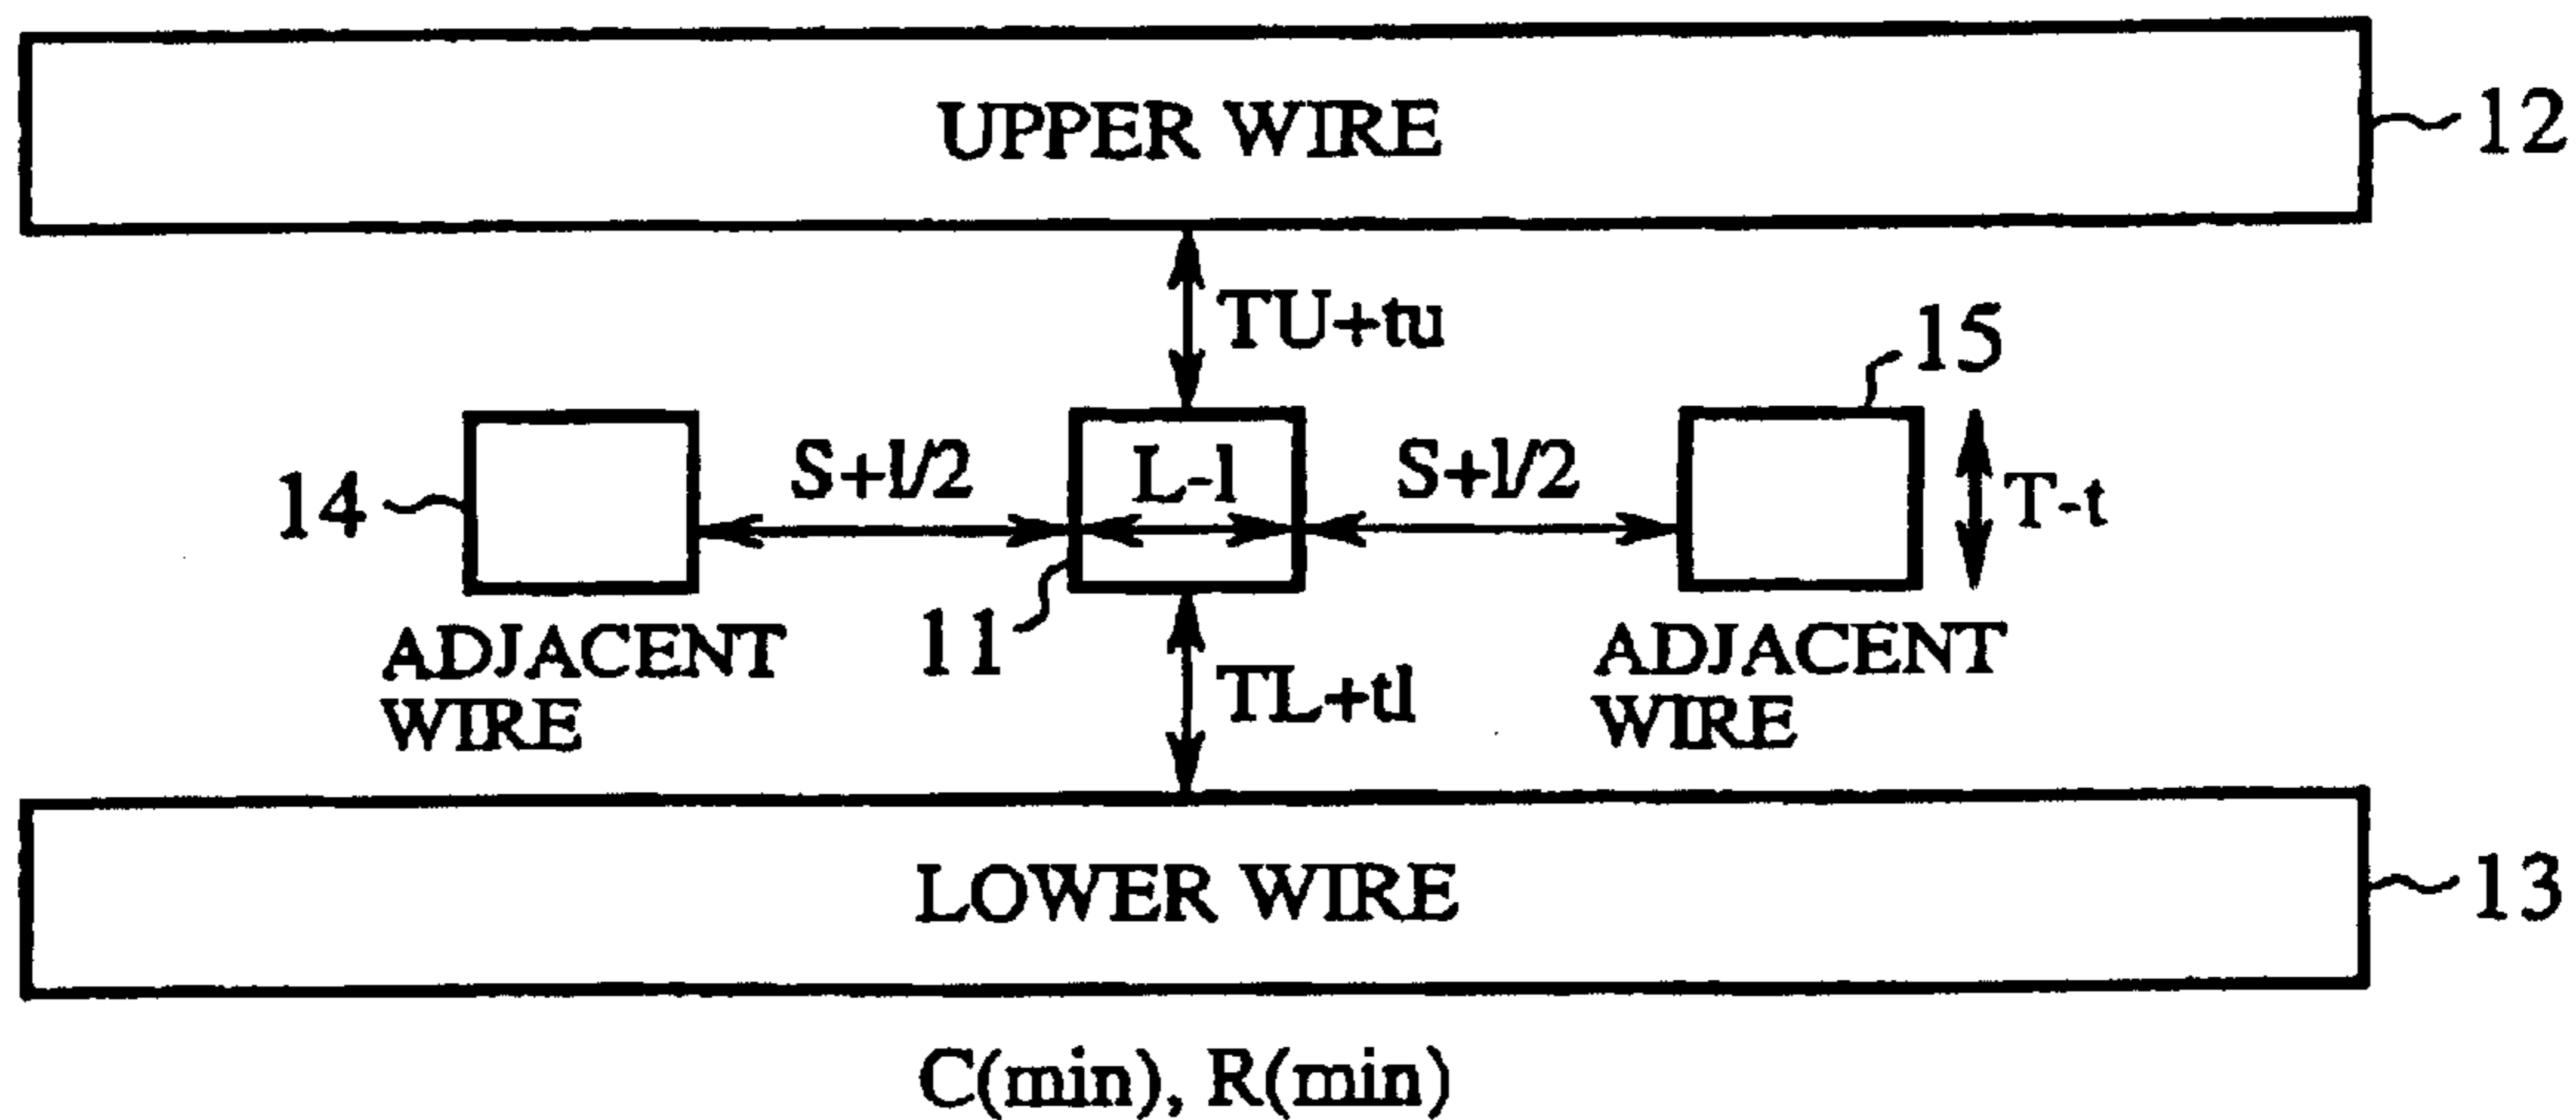 UPPER WIRE
12
TU+tu
15
14
S+l/2
L-l
S+l/2
T-t
11
ADJACENT
WIRE
TL+tl
ADJACENT
WIRE
LOWER WIRE
13
C(min), R(min)